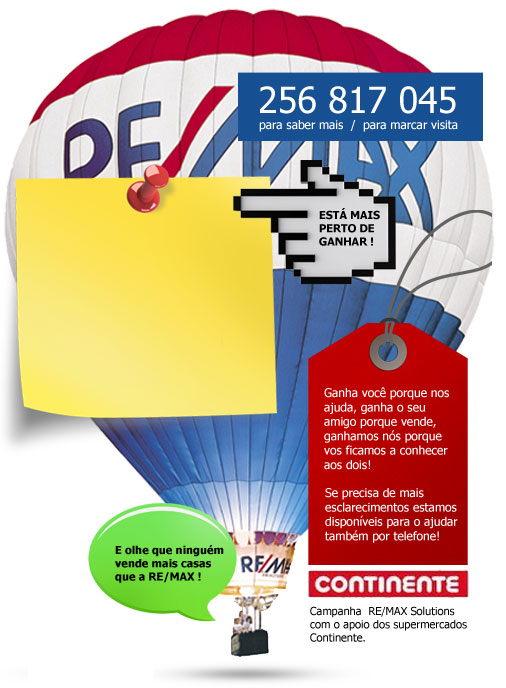 256 817 045
para saber mais / para marcar visita
RE/MAX
ESTÁ MAIS
PERTO DE
GANHAR !
Ganha você porque nos
ajuda, ganha o seu
amigo porque vende,
ganhamos nós porque
vos ficamos a conhecer
aos dois!
Se precisa de mais
esclarecimentos estamos
disponíveis para o ajudar
também por telefone!
E olhe que ninguém
vende mais casas
que a RE/MAX !
RE/MAX
CONTINENTE
Campanha RE/MAX Solutions
com o apoio dos supermercados
Continente.